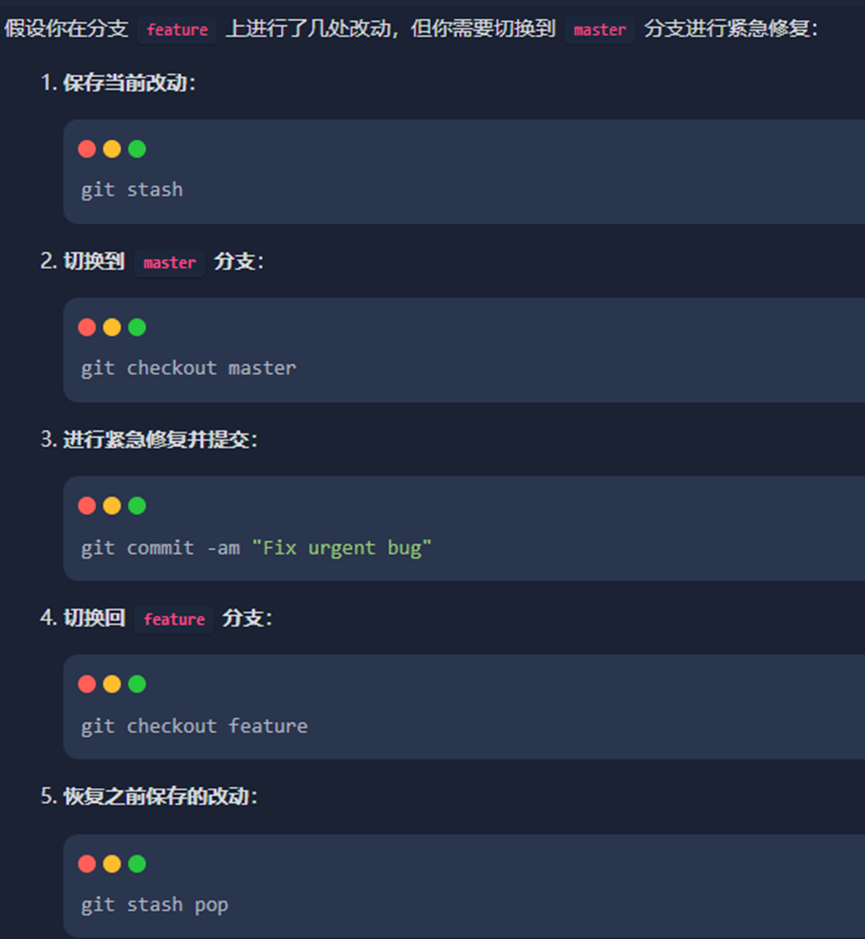 假设你在分支 feature 上进行了几处改动，但你需要切换到 master 分支进行紧急修复：
1. 保存当前改动：
git stash
2. 切换到 master 分支：
git checkout master
3. 进行紧急修复并提交：
git commit -am "Fix urgent bug"
4. 切换回 feature 分支：
git checkout feature
5. 恢复之前保存的改动：
git stash pop